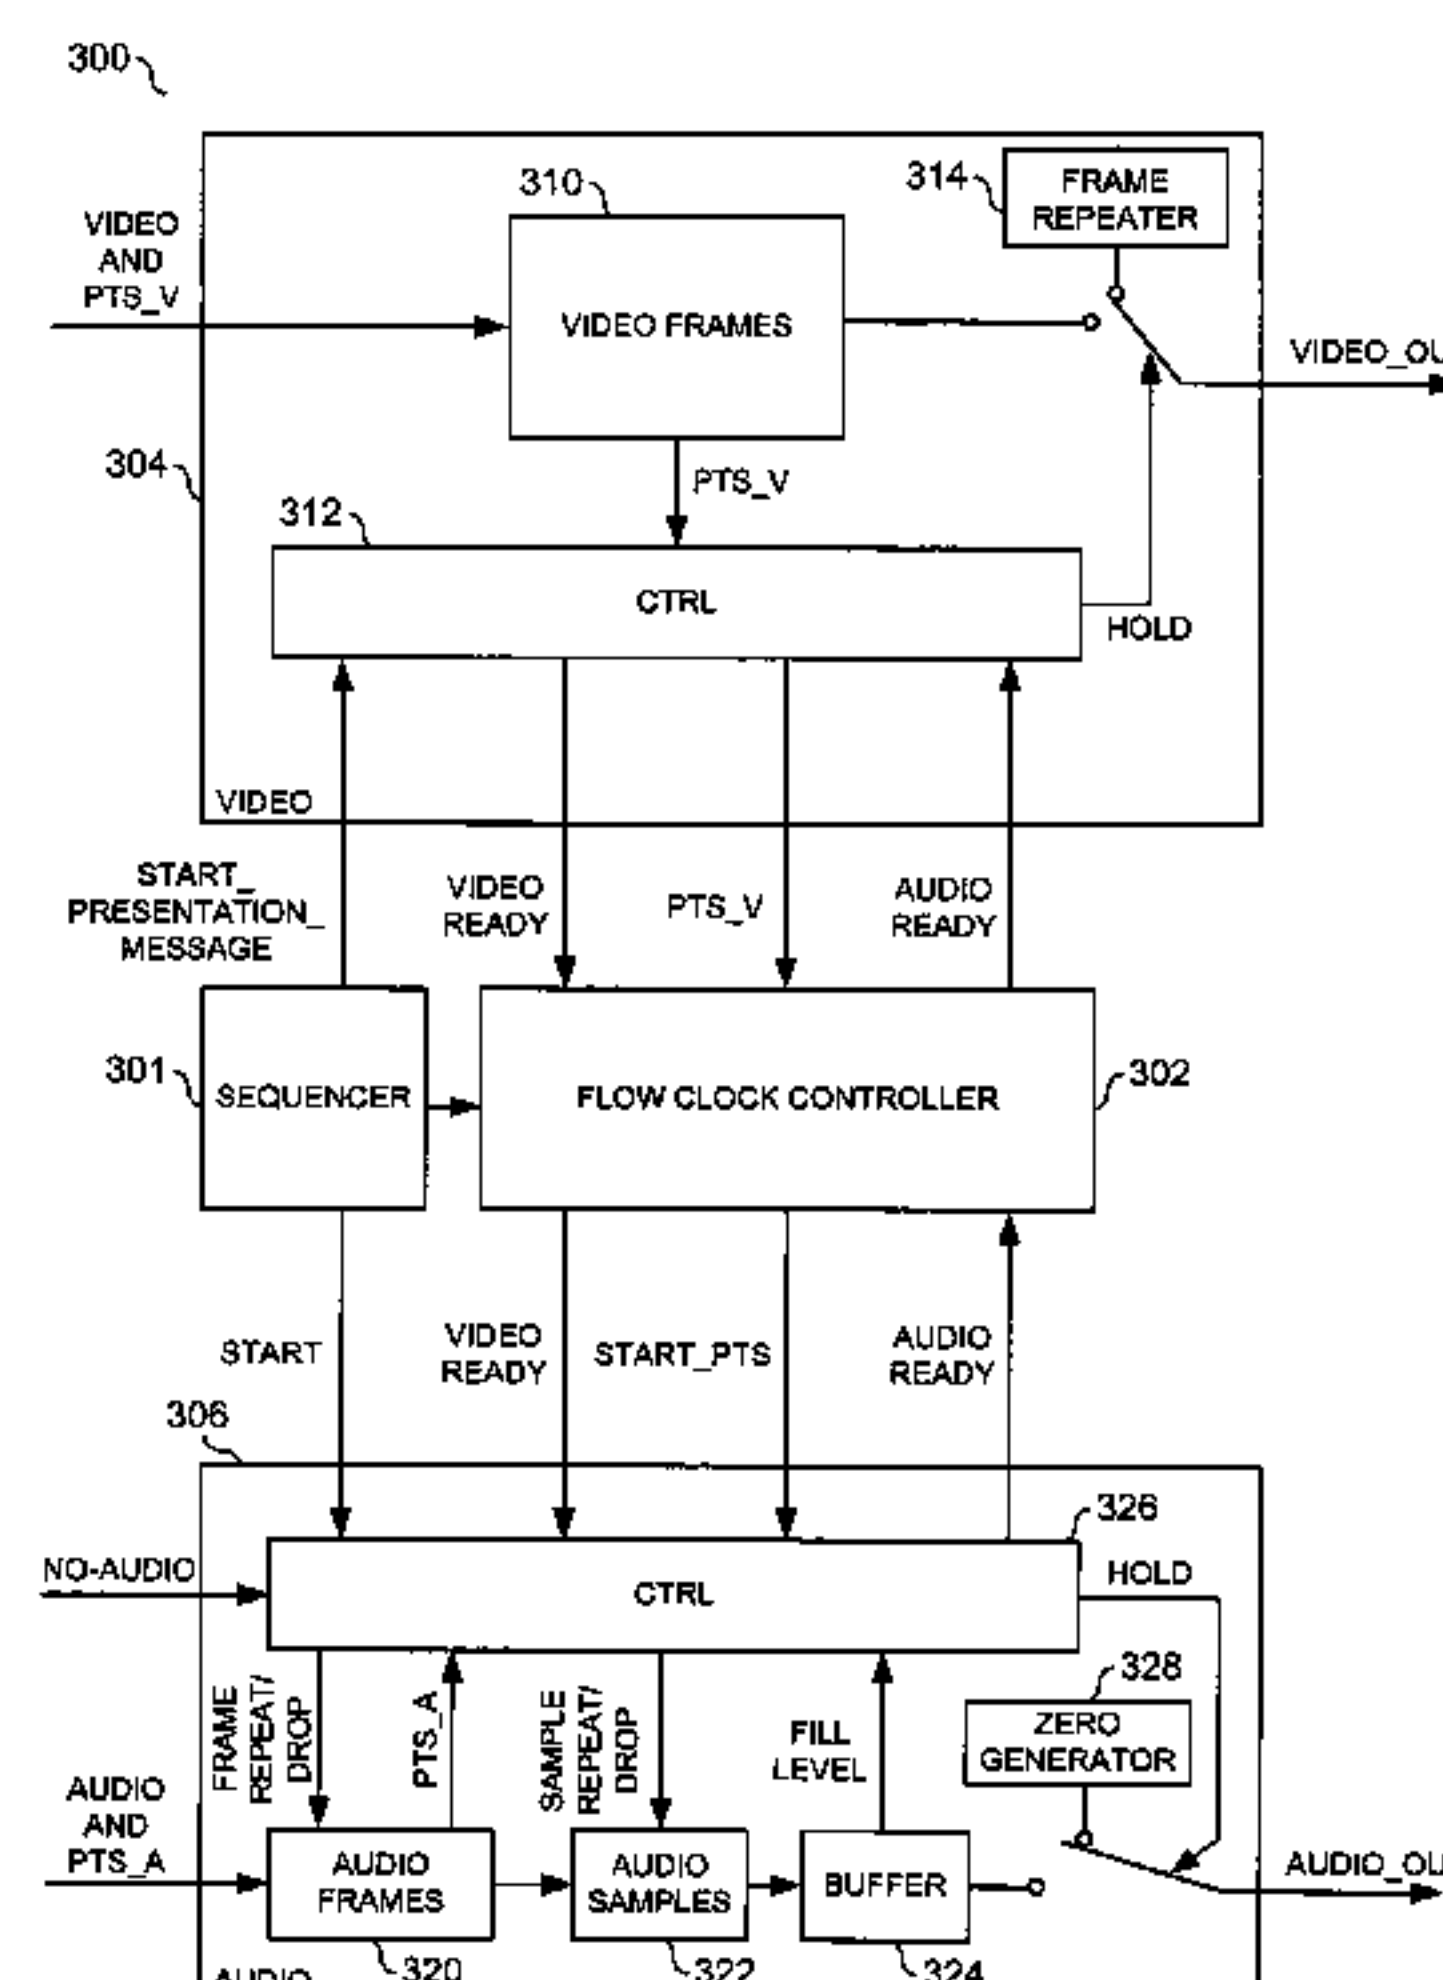 300
310
314
FRAME
REPEATER
VIDEO
AND
PTS_V
VIDEO FRAMES
VIDEO_OU
304
PTS_V
312
CTRL
HOLD
VIDEO
START_
PRESENTATION_
MESSAGE
VIDEO
READY
PTS_V
AUDIO
READY
301
SEQUENCER
FLOW CLOCK CONTROLLER
302
START
VIDEO
READY
START_PTS
AUDIO
READY
306
326
NO-AUDIO
CTRL
HOLD
FRAME
REPEAT/
DROP
PTS_A
SAMPLE
REPEAT/
DROP
FILL
LEVEL
328
ZERO
GENERATOR
AUDIO
AND
PTS_A
AUDIO
FRAMES
AUDIO
SAMPLES
BUFFER
AUDIO_OU
320
322
324
AUDIO